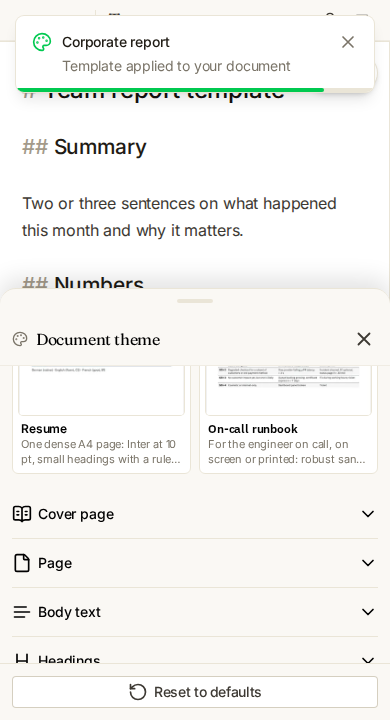 Corporate report
Template applied to your document
# Team report template
## Summary
Two or three sentences on what happened
this month and why it matters.
## Numbers
Document theme
Resume
One dense A4 page: Inter at 10
pt, small headings with a rule...
On-call runbook
For the engineer on call, on
screen or printed: robust san...
Cover page
Page
Body text
Headings
Reset to defaults